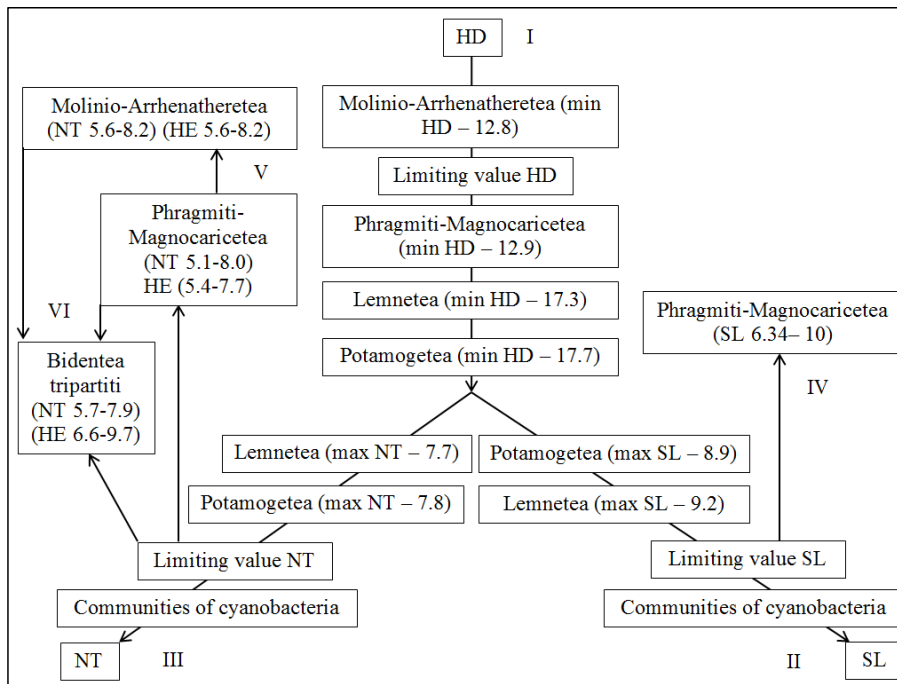 HD
I
Molinio-Arrhenatheretea (min
HD – 12.8)
Limiting value HD
Phragmiti-Magnocaricetea
(min HD – 12.9)
Lemnetea (min HD – 17.3)
Potamogetea (min HD – 17.7)
Molinio-Arrhenatheretea
(NT 5.6-8.2) (HE 5.6-8.2)
V
Phragmiti-
Magnocaricetea
(NT 5.1-8.0)
HE (5.4-7.7)
VI
Bidentea
tripartiti
(NT 5.7-7.9)
(HE 6.6-9.7)
Phragmiti-Magnocaricetea
(SL 6.34– 10)
IV
Lemnetea (max NT – 7.7)
Potamogetea (max NT – 7.8)
Limiting value NT
Communities of cyanobacteria
NT
III
Potamogetea (max SL – 8.9)
Lemnetea (max SL – 9.2)
Limiting value SL
Communities of cyanobacteria
II
SL